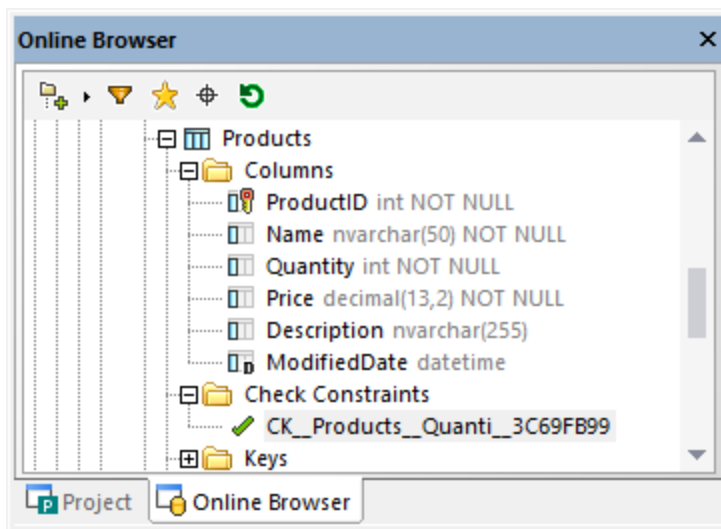 Online Browser
Products
Columns
ProductID int NOT NULL
Name nvarchar(50) NOT NULL
Quantity int NOT NULL
Price decimal(13,2) NOT NULL
Description nvarchar(255)
ModifiedDate datetime
Check Constraints
CK__Products__Quanti__3C69FB99
Keys
Project Online Browser